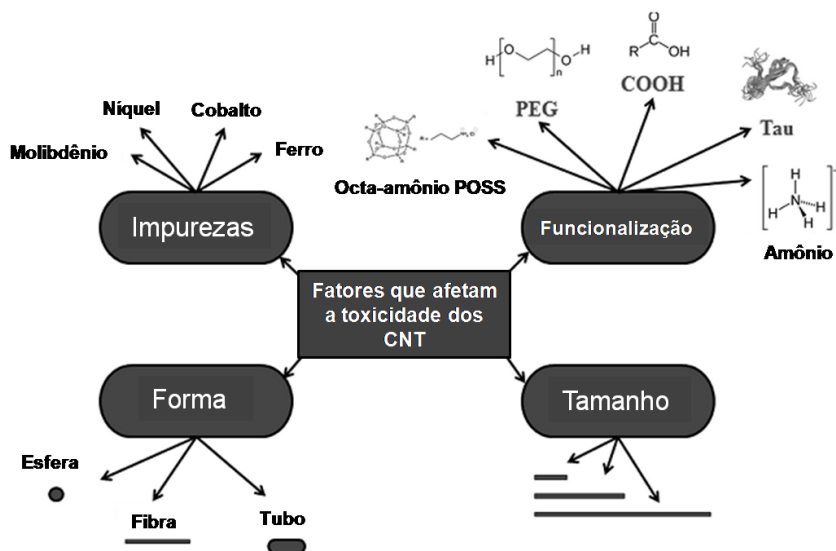 Níquel
Cobalto
Molibdênio
Ferro
Impurezas
H
O
O
H
n
PEG
O
R
OH
COOH
Tau
Octa-amônio POSS
H
N
H
H
H
Amônio
Funcionalização
Fatores que afetam
a toxicidade dos
CNT
Forma
Esfera
Fibra
Tubo
Tamanho